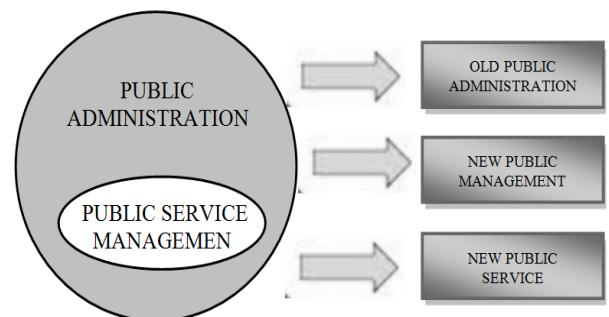 PUBLIC
ADMINISTRATION
PUBLIC SERVICE
MANAGEMEN
OLD PUBLIC
ADMINISTRATION
NEW PUBLIC
MANAGEMENT
NEW PUBLIC
SERVICE